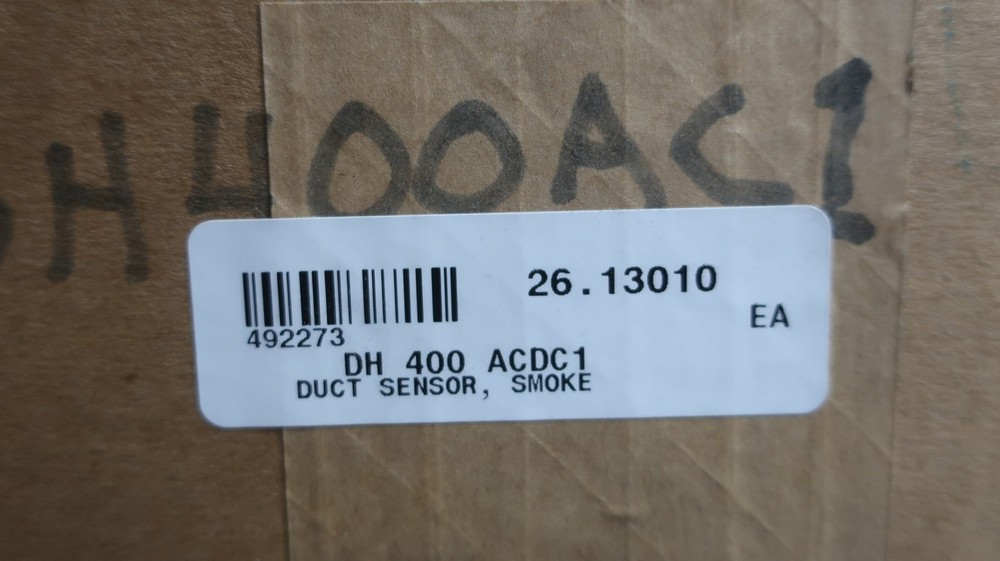 DH400AC1
26.13010
EA
492273
DH 400 ACDC1
DUCT SENSOR, SMOKE